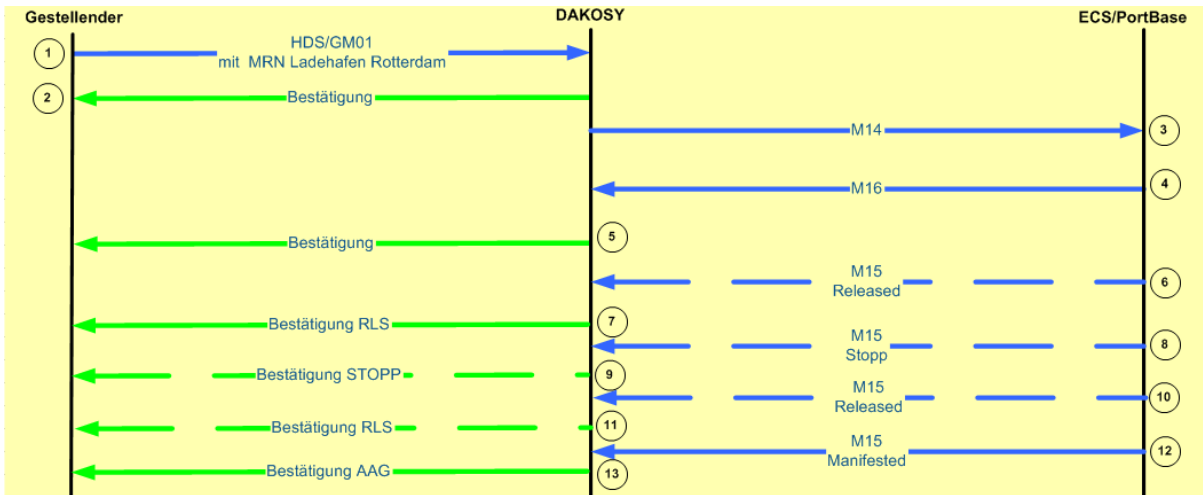 Gestellender
DAKOSY
ECS/PortBase
1
HDS/GM01
mit MRN Ladehafen Rotterdam
2
Bestätigung
M14
3
M16
4
Bestätigung
5
M15
Released
6
Bestätigung RLS
7
M15
Stopp
8
Bestätigung STOPP
9
M15
Released
10
Bestätigung RLS
11
M15
Manifested
12
Bestätigung AAG
13